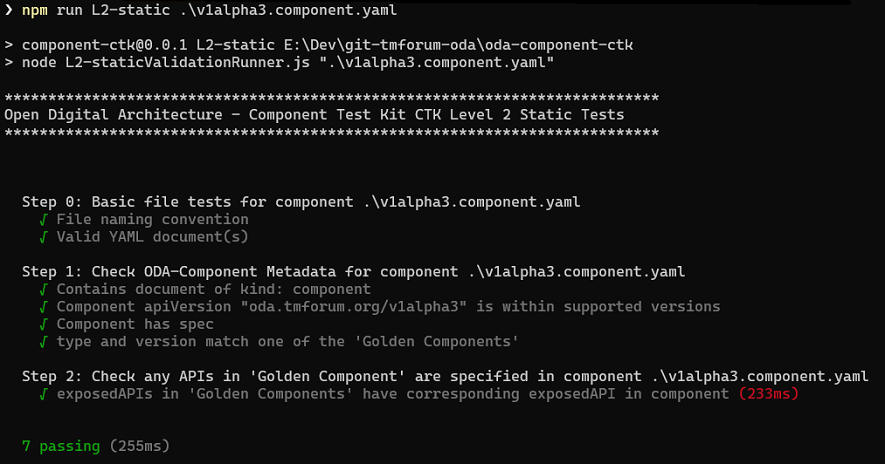 ❯ npm run L2-static .\v1alpha3.component.yaml
> component-ctk@0.0.1 L2-static E:\Dev\git-tmforum-oda\oda-component-ctk
> node L2-staticValidationRunner.js ".\v1alpha3.component.yaml"
***************************************************************************
Open Digital Architecture - Component Test Kit CTK Level 2 Static Tests
***************************************************************************
Step 0: Basic file tests for component .\v1alpha3.component.yaml
√ File naming convention
√ Valid YAML document(s)
Step 1: Check ODA-Component Metadata for component .\v1alpha3.component.yaml
√ Contains document of kind: component
√ Component apiVersion "oda.tmforum.org/v1alpha3" is within supported versions
√ Component has spec
√ type and version match one of the 'Golden Components'
Step 2: Check any APIs in 'Golden Component' are specified in component .\v1alpha3.component.yaml
√ exposedAPIs in 'Golden Components' have corresponding exposedAPI in component (233ms)
7 passing (255ms)